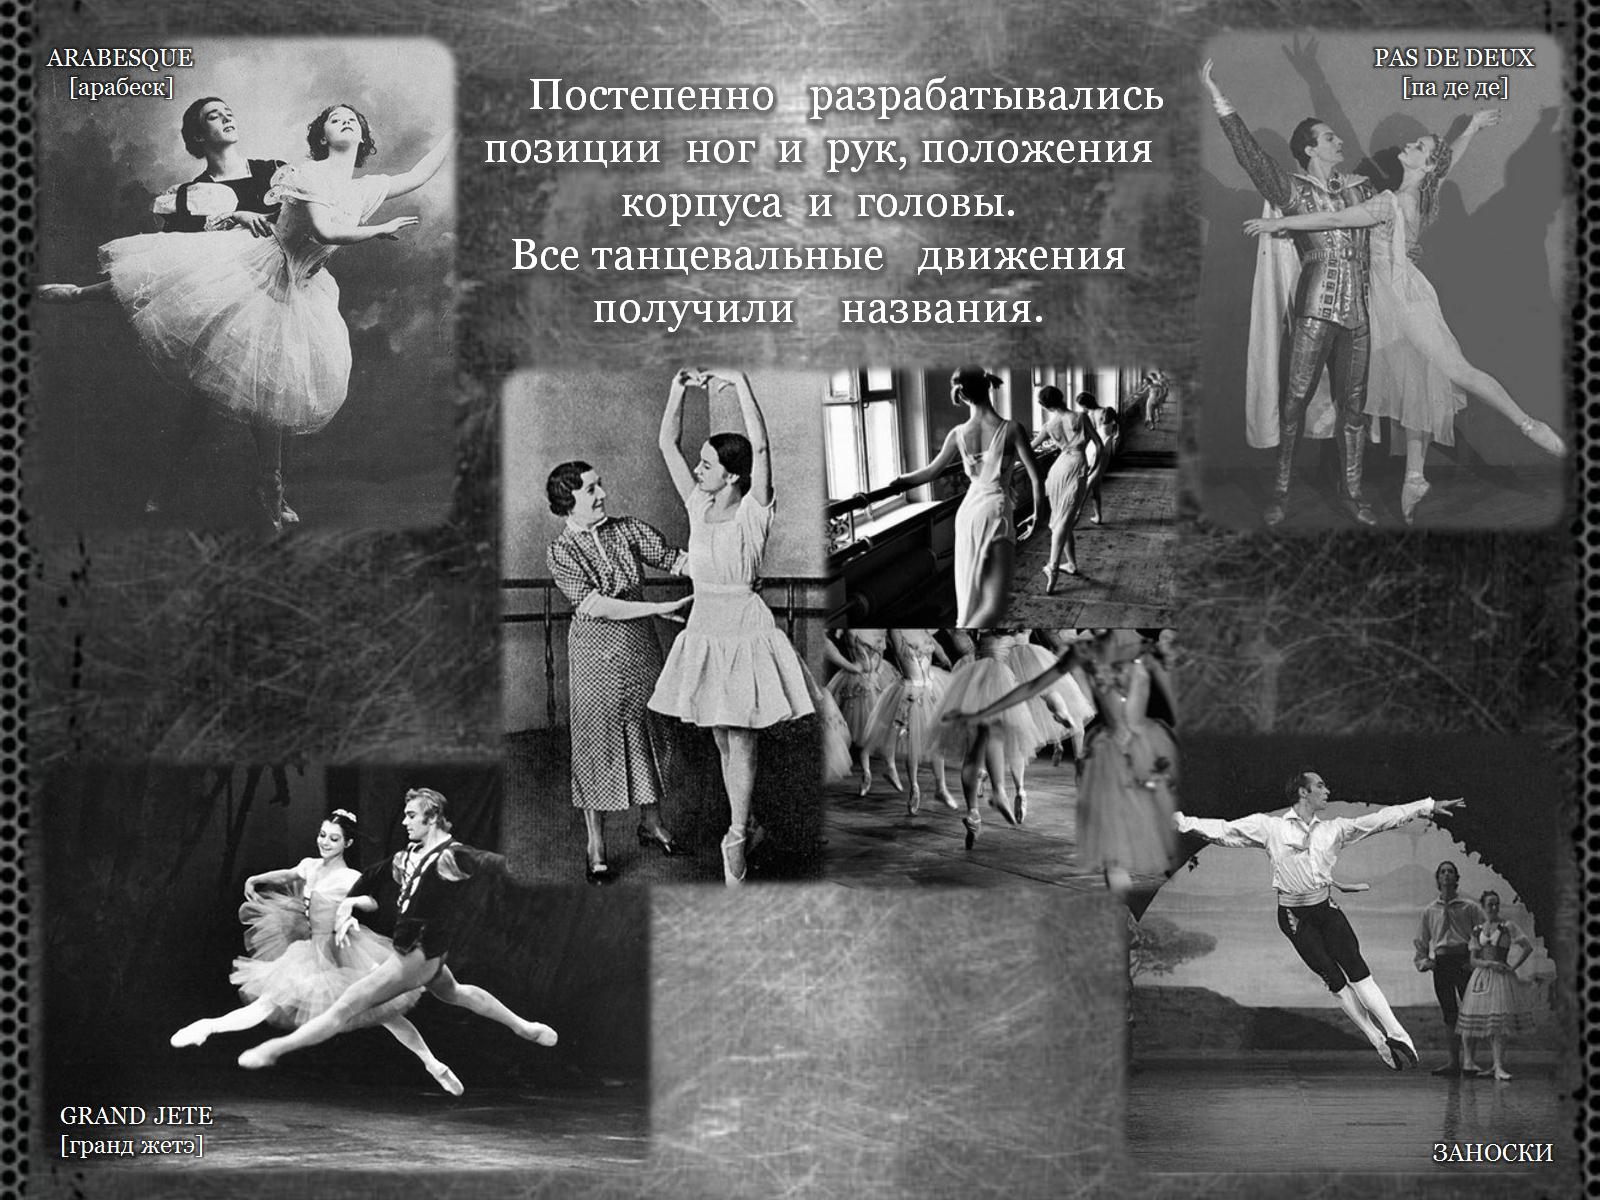 ARABESQUE
[арабеск]
Постепенно разрабатывались
позиции ног и рук, положения
корпуса и головы.
Все танцевальные движения
получили названия.
PAS DE DEUX
[па де де]
GRAND JETE
[гранд жетэ]
ЗАНОСКИ